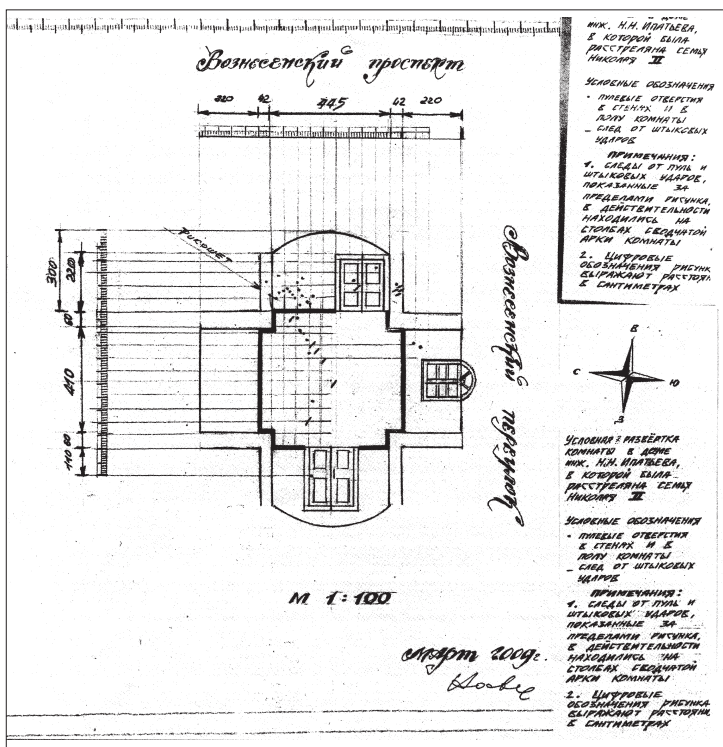 Вознесенский проспект
220 42 445 42 220
Рикошет
300 220
60
410
60
110
Вознесенский переулок
М 1:100
Март 2009г.
в доме
инж. Н.Н. Ипатьева,
в которой была
расстреляна семья
Николая II
Условные обозначения
- пулевые отверстия
в стенах и в
полу комнаты
_ след от штыковых
ударов
Примечания:
1. Следы от пуль и
штыковых ударов,
показанные за
пределами рисунка,
в действительности
находились на
столбах сводчатой
арки комнаты
2. Цифровые
обозначения рисунка
выражают расстоян
в сантиметрах
В
С Ю
З
Условная развёртка
комнаты в доме
инж. Н.Н. Ипатьева,
в которой была
расстреляна семья
Николая II
Условные обозначения
- пулевые отверстия
в стенах и в
полу комнаты
_ след от штыковых
ударов
Примечания:
1. Следы от пуль и
штыковых ударов,
показанные за
пределами рисунка,
в действительности
находились на
столбах сводчатой
арки комнаты
2. Цифровые
обозначения рисунка
выражают расстояния
в сантиметрах